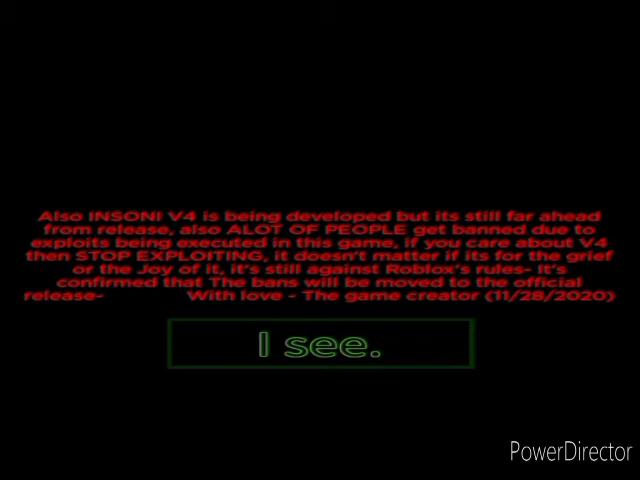 Also INSONI V4 is being developed but its still far ahead
from release, also ALOT OF PEOPLE get banned due to
exploits being executed in this game, if you care about V4
then STOP EXPLOITING, it doesn't matter if its for the grief
or the Joy of it, it's still against Roblox's rules- It's
confirmed that The bans will be moved to the official
release- With love - The game creator (11/28/2020)
I see.
PowerDirector